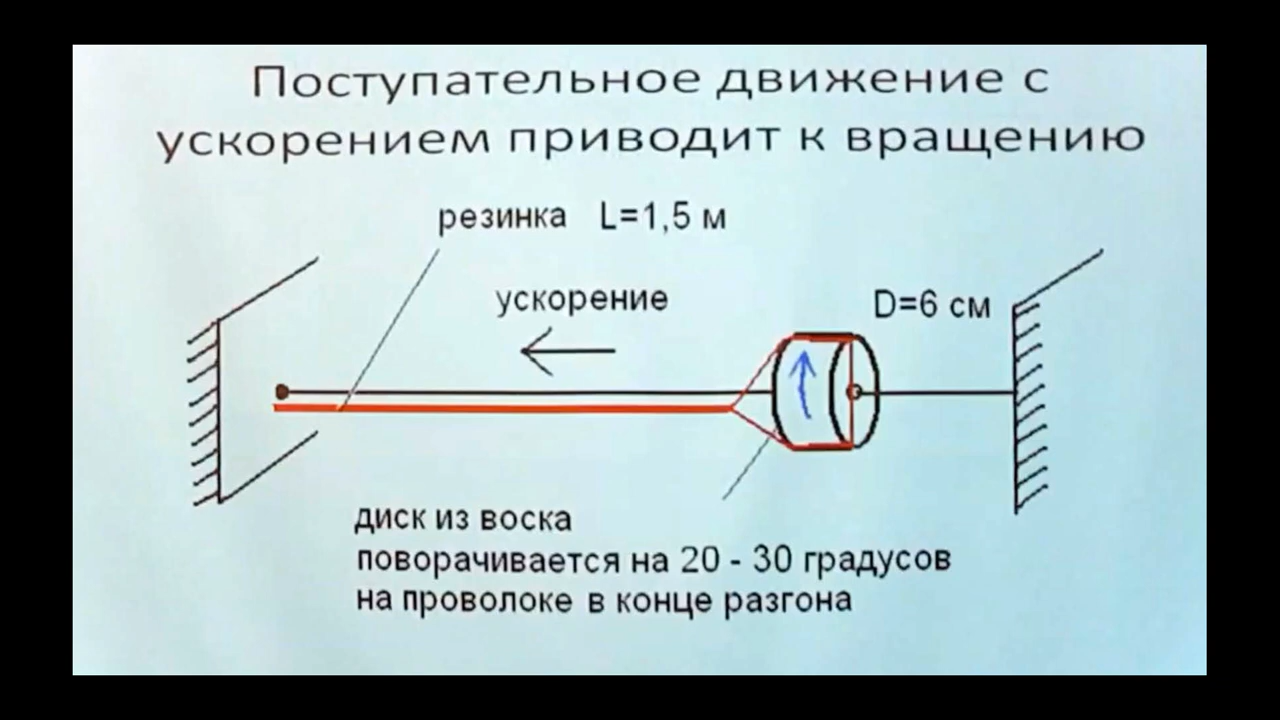 Поступательное движение с
ускорением приводит к вращению
резинка L=1,5 м
ускорение
D=6 см
диск из воска
поворачивается на 20 - 30 градусов
на проволоке в конце разгона